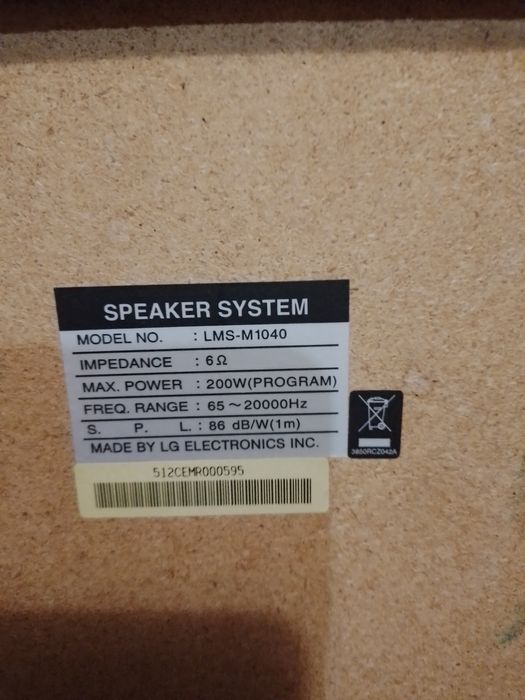 SPEAKER SYSTEM
MODEL NO. : LMS-M1040
IMPEDANCE : 6Ω
MAX. POWER : 200W(PROGRAM)
FREQ. RANGE : 65～20000Hz
S. P. L. : 86 dB/W(1m)
MADE BY LG ELECTRONICS INC.
3850RCZ042A
512CEMR000595